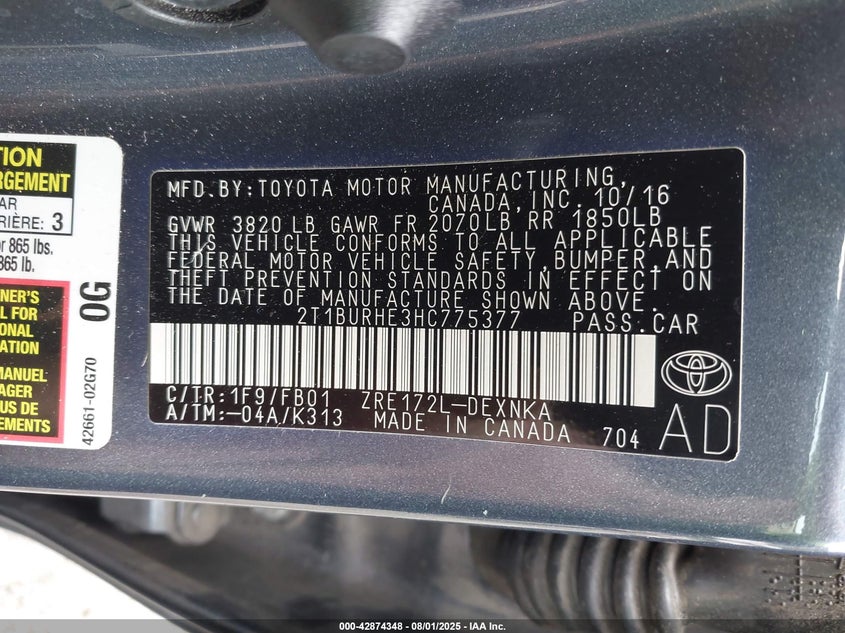 TION
RGEMENT
AR
RIÈRE: 3
r 865 lbs.
865 lb.
NER'S
L FOR
IONAL
TION
MANUEL
AGER
US DE
EMENTS
42661-02G70
0G
MFD.BY:TOYOTA MOTOR MANUFACTURING,
CANADA, INC. 10/16
GVWR 3820 LB GAWR FR 2070LB RR 1850LB
THIS VEHICLE CONFORMS TO ALL APPLICABLE
FEDERAL MOTOR VEHICLE SAFETY, BUMPER, AND
THEFT PREVENTION STANDARDS IN EFFECT ON
THE DATE OF MANUFACTURE SHOWN ABOVE.
2T1BURHE3HC775377 PASS.CAR
C/TR:1F9/FB01 ZRE172L-DEXNKA
A/TM:-04A/K313 MADE IN CANADA 704
AD
000-42874348 - 08/01/2025 - IAA Inc.